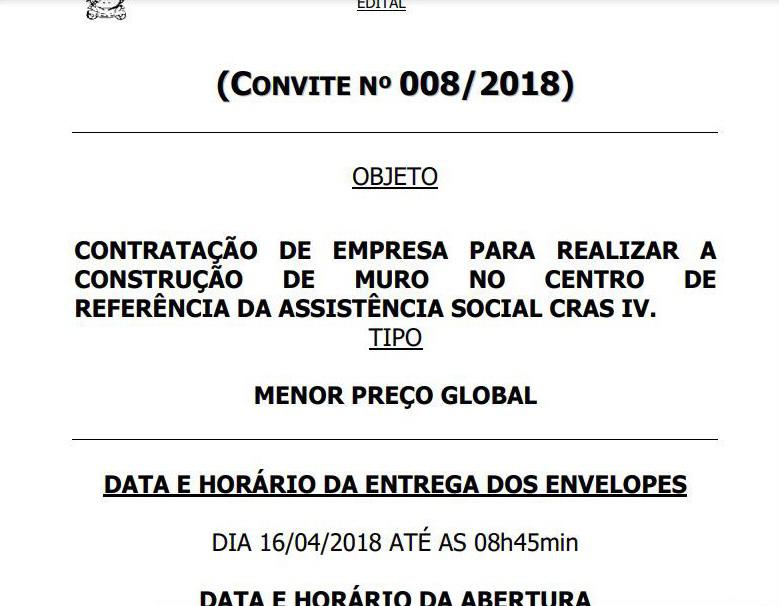 EDITAL
(CONVITE Nº 008/2018)
OBJETO
CONTRATAÇÃO DE EMPRESA PARA REALIZAR A
CONSTRUÇÃO DE MURO NO CENTRO DE
REFERÊNCIA DA ASSISTÊNCIA SOCIAL CRAS IV.
TIPO
MENOR PREÇO GLOBAL
DATA E HORÁRIO DA ENTREGA DOS ENVELOPES
DIA 16/04/2018 ATÉ AS 08h45min
DATA E HORÁRIO DA ABERTURA